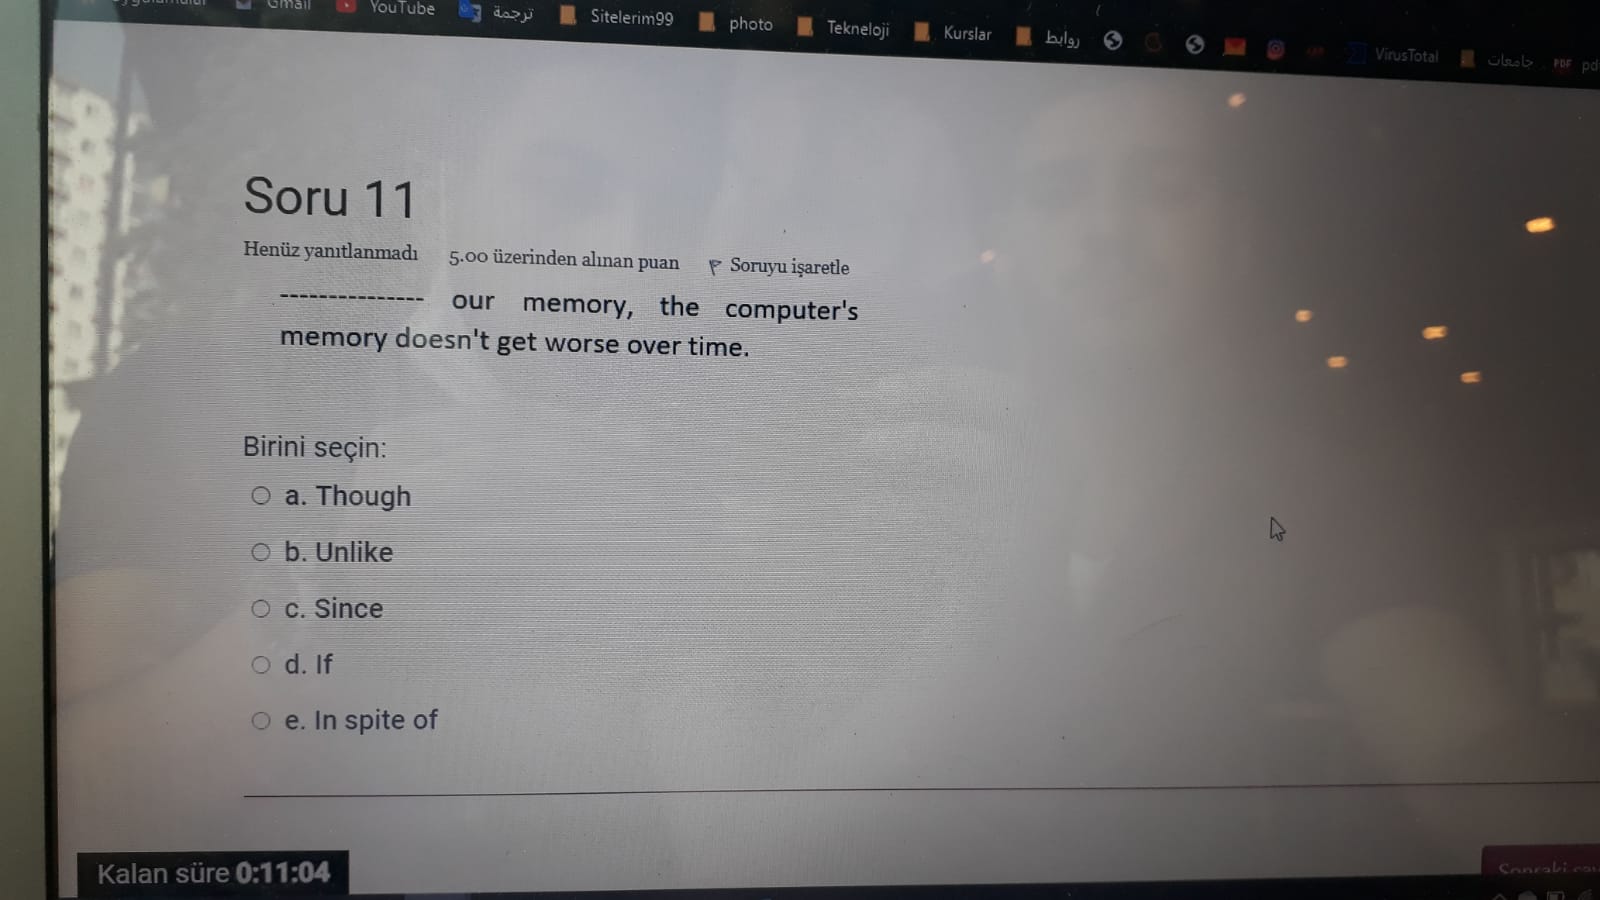 Gmail YouTube ترجمة Sitelerim99 photo Tekneloji Kurslar روابط VirusTotal جامعات PDF
Soru 11
Henüz yanıtlanmadı 5.00 üzerinden alınan puan Soruyu işaretle
--------------- our memory, the computer's
memory doesn't get worse over time.
Birini seçin:
a. Though
b. Unlike
c. Since
d. If
e. In spite of
Kalan süre 0:11:04